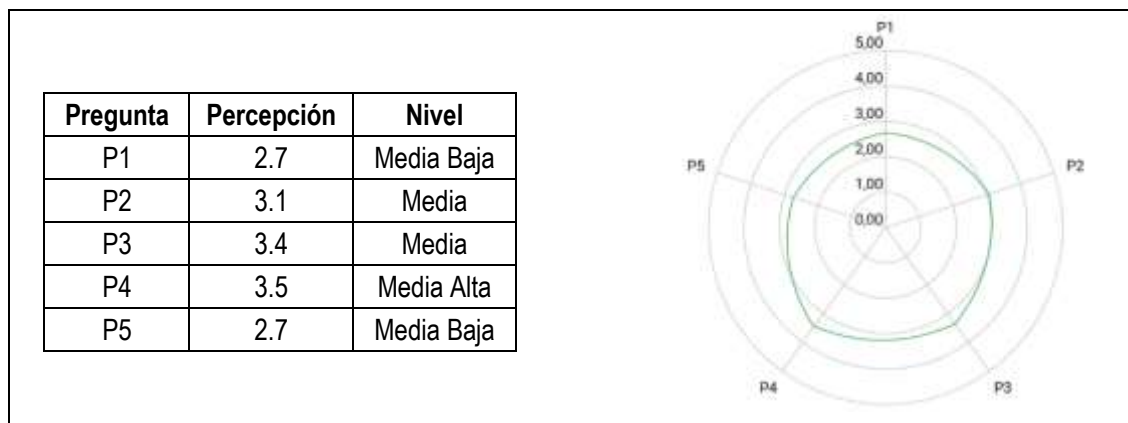 Pregunta Percepción Nivel
P1 2.7 Media Baja
P2 3.1 Media
P3 3.4 Media
P4 3.5 Media Alta
P5 2.7 Media Baja
P1
5,00
4,00
3,00
2,00
1,00
0,00
P5
P2
P4
P3